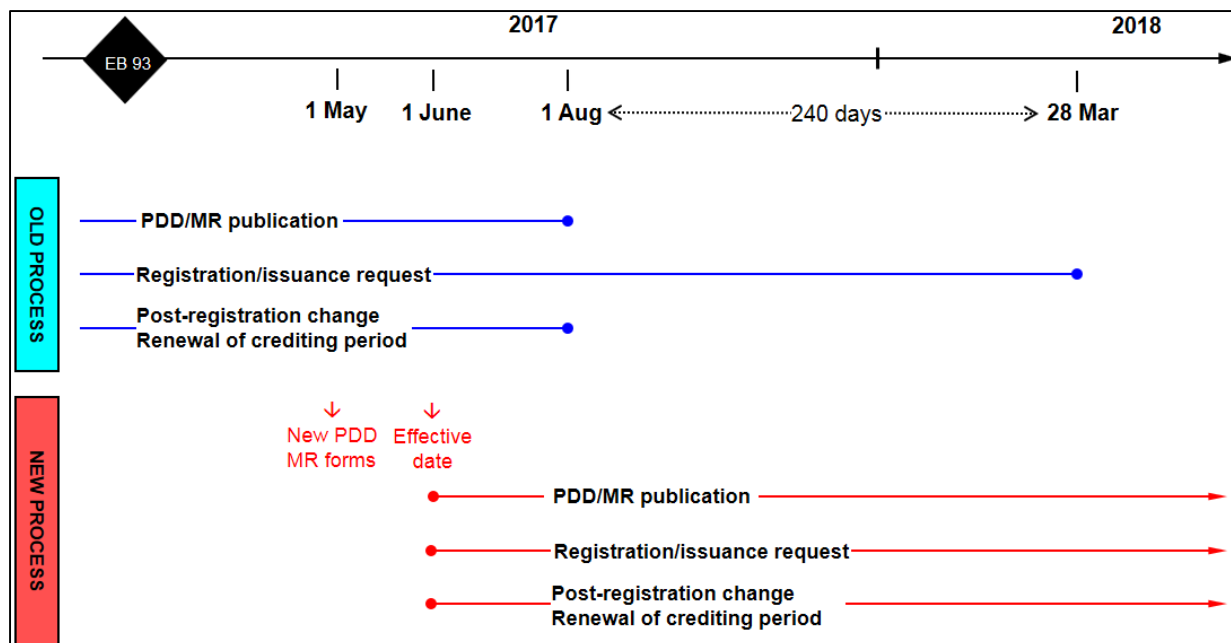 2017
2018
EB 93
1 May
1 June
1 Aug
240 days
28 Mar
OLD PROCESS
PDD/MR publication
Registration/issuance request
Post-registration change
Renewal of crediting period
NEW PROCESS
New PDD
MR forms
Effective
date
PDD/MR publication
Registration/issuance request
Post-registration change
Renewal of crediting period